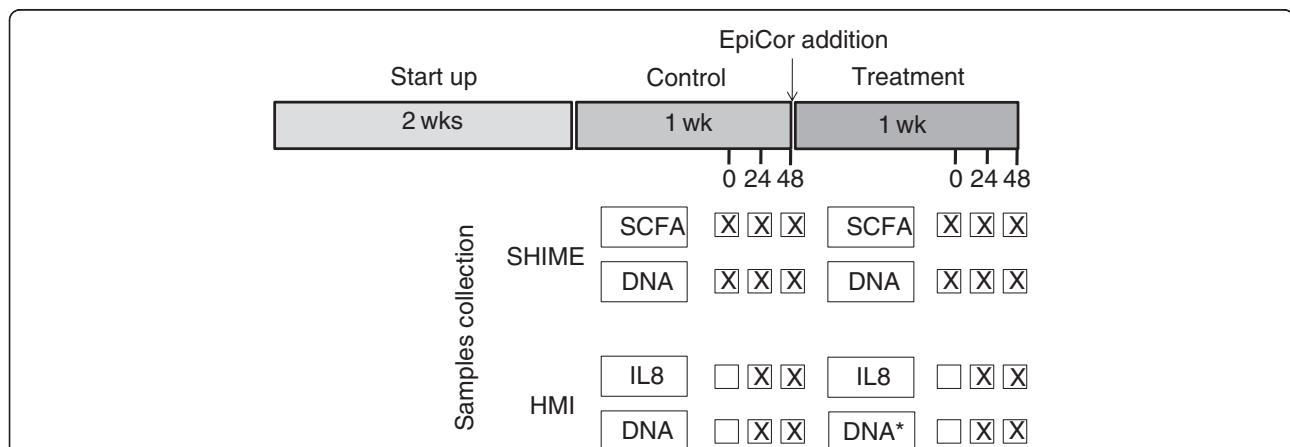 EpiCor addition
Start up Control Treatment
2 wks 1 wk 1 wk
0 24 48 0 24 48
Samples collection
SHIME
SCFA X X X SCFA X X X
DNA X X X DNA X X X
HMI
IL8 X X IL8 X X
DNA X X DNA* X X